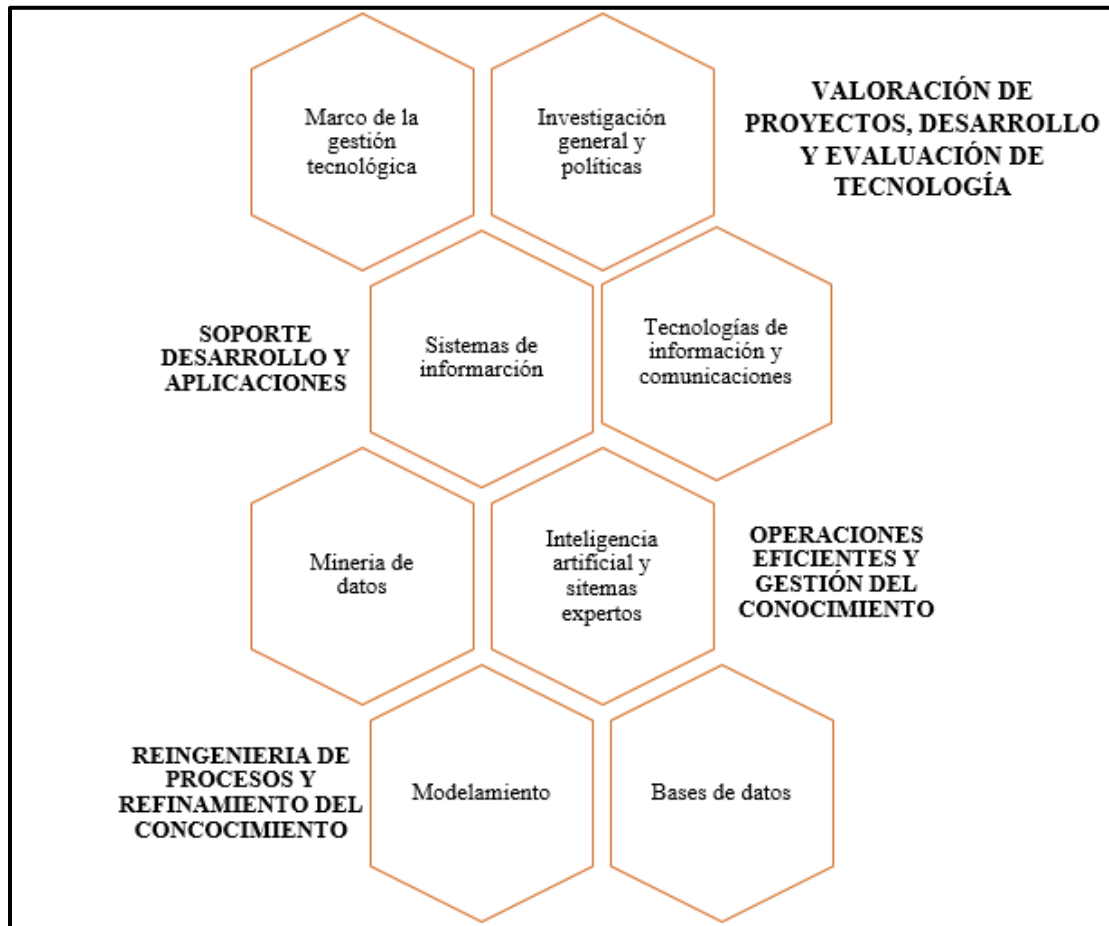 Marco de la
gestión
tecnológica
Investigación
general y
políticas
VALORACIÓN DE
PROYECTOS, DESARROLLO
Y EVALUACIÓN DE
TECNOLOGÍA
SOPORTE
DESARROLLO Y
APLICACIONES
Sistemas de
informarción
Tecnologías de
información y
comunicaciones
Mineria de
datos
Inteligencia
artificial y
sitemas
expertos
OPERACIONES
EFICIENTES Y
GESTIÓN DEL
CONOCIMIENTO
REINGENIERIA DE
PROCESOS Y
REFINAMIENTO DEL
CONCOCIMIENTO
Modelamiento
Bases de datos